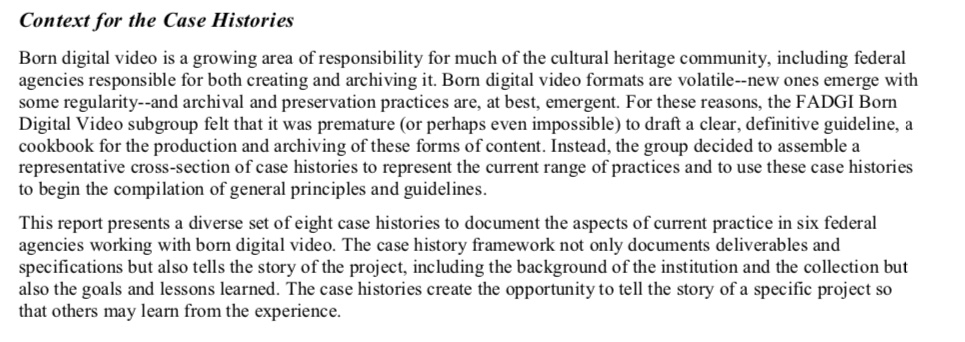 Context for the Case Histories
Born digital video is a growing area of responsibility for much of the cultural heritage community, including federal
agencies responsible for both creating and archiving it. Born digital video formats are volatile--new ones emerge with
some regularity--and archival and preservation practices are, at best, emergent. For these reasons, the FADGI Born
Digital Video subgroup felt that it was premature (or perhaps even impossible) to draft a clear, definitive guideline, a
cookbook for the production and archiving of these forms of content. Instead, the group decided to assemble a
representative cross-section of case histories to represent the current range of practices and to use these case histories
to begin the compilation of general principles and guidelines.
This report presents a diverse set of eight case histories to document the aspects of current practice in six federal
agencies working with born digital video. The case history framework not only documents deliverables and
specifications but also tells the story of the project, including the background of the institution and the collection but
also the goals and lessons learned. The case histories create the opportunity to tell the story of a specific project so
that others may learn from the experience.